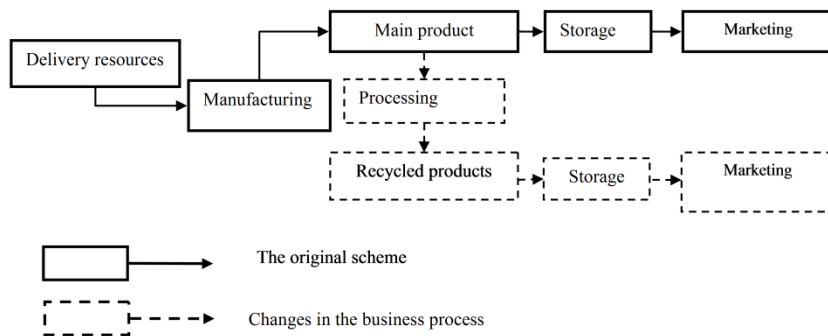 Main product
Storage
Marketing
Delivery resources
Manufacturing
Processing
Recycled products
Storage
Marketing
The original scheme
Changes in the business process